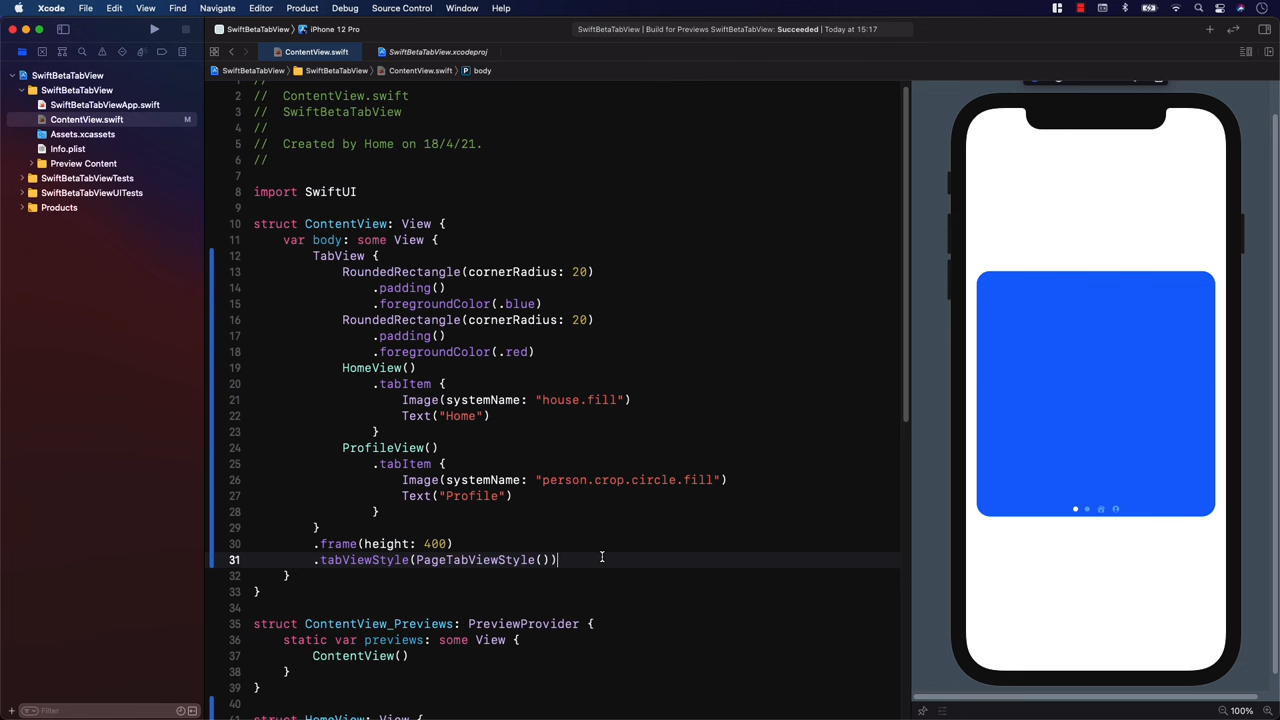 Xcode File Edit View Find Navigate Editor Product Debug Source Control Window Help
SwiftBetaTabView iPhone 12 Pro
SwiftBetaTabView | Build for Previews SwiftBetaTabView: Succeeded | Today at 15:17
ContentView.swift SwiftBetaTabView.xcodeproj
SwiftBetaTabView ContentView.swift body
SwiftBetaTabView
SwiftBetaTabView
SwiftBetaTabViewApp.swift
ContentView.swift M
Assets.xcassets
Info.plist
Preview Content
SwiftBetaTabViewTests
SwiftBetaTabViewUITests
Products
SwiftBetaTabView
2 // ContentView.swift
3 // SwiftBetaTabView
4 //
5 // Created by Home on 18/4/21.
6 //
7
8 import SwiftUI
9
10 struct ContentView: View {
11 var body: some View {
12 TabView {
13 RoundedRectangle(cornerRadius: 20)
14 .padding()
15 .foregroundColor(.blue)
16 RoundedRectangle(cornerRadius: 20)
17 .padding()
18 .foregroundColor(.red)
19 HomeView()
20 .tabItem {
21 Image(systemName: "house.fill")
22 Text("Home")
23 }
24 ProfileView()
25 .tabItem {
26 Image(systemName: "person.crop.circle.fill")
27 Text("Profile")
28 }
29 }
30 .frame(height: 400)
31 .tabViewStyle(PageTabViewStyle())
32 }
33 }
34
35 struct ContentView_Previews: PreviewProvider {
36 static var previews: some View {
37 ContentView()
38 }
39 }
40
41 struct HomeView: View {
Filter
100%